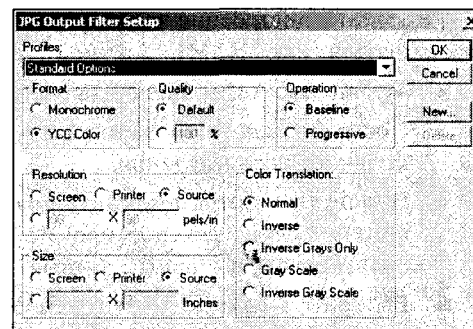 JPG Output Filter Setup
Profiles:
Standard Options
OK
Cancel
New...
Format
Monochrome
YCC Color
Quality
Default
100 %
Operation
Baseline
Progressive
Resolution
Screen Printer Source
X pels/in
Size
Screen Printer Source
X Inches
Color Translation:
Normal
Inverse
Inverse Grays Only
Gray Scale
Inverse Gray Scale